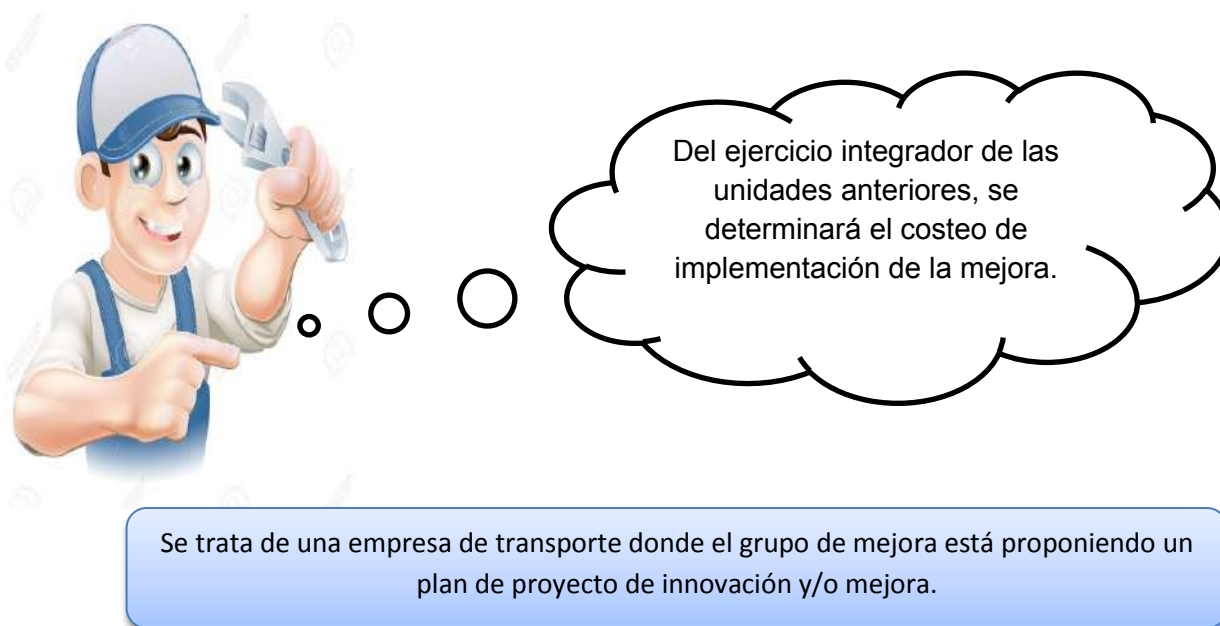 Del ejercicio integrador de las
unidades anteriores, se
determinará el costeo de
implementación de la mejora.
Se trata de una empresa de transporte donde el grupo de mejora está proponiendo un
plan de proyecto de innovación y/o mejora.